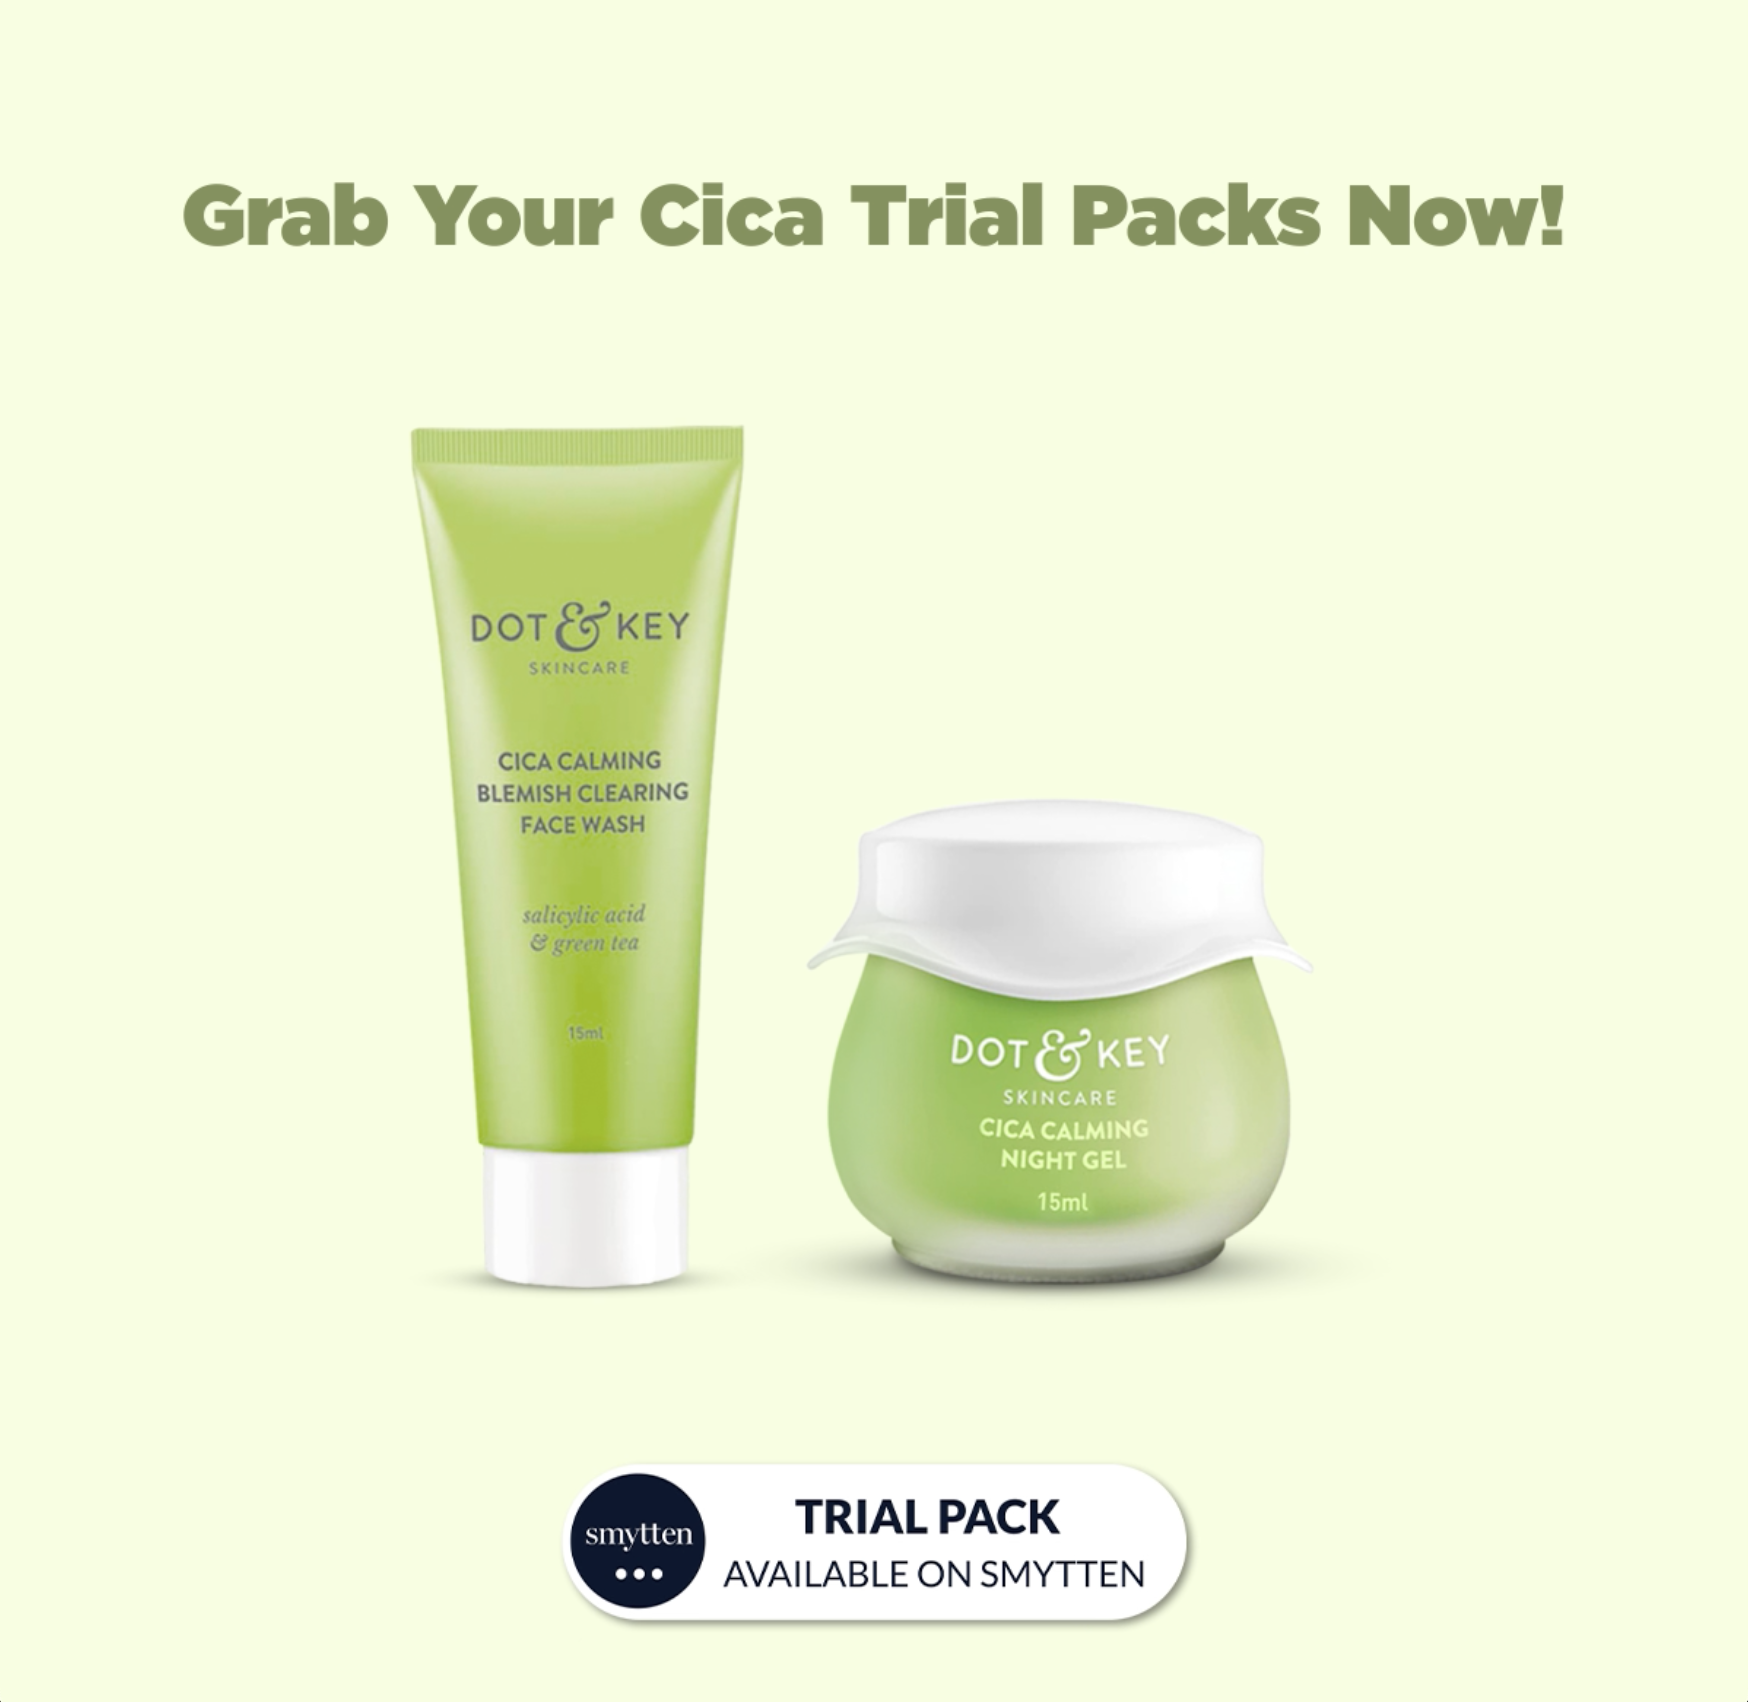 Grab Your Cica Trial Packs Now!
DOT & KEY
SKINCARE
CICA CALMING
BLEMISH CLEARING
FACE WASH
salicylic acid
& green tea
15ml
DOT & KEY
SKINCARE
CICA CALMING
NIGHT GEL
15ml
smytten
TRIAL PACK
AVAILABLE ON SMYTTEN